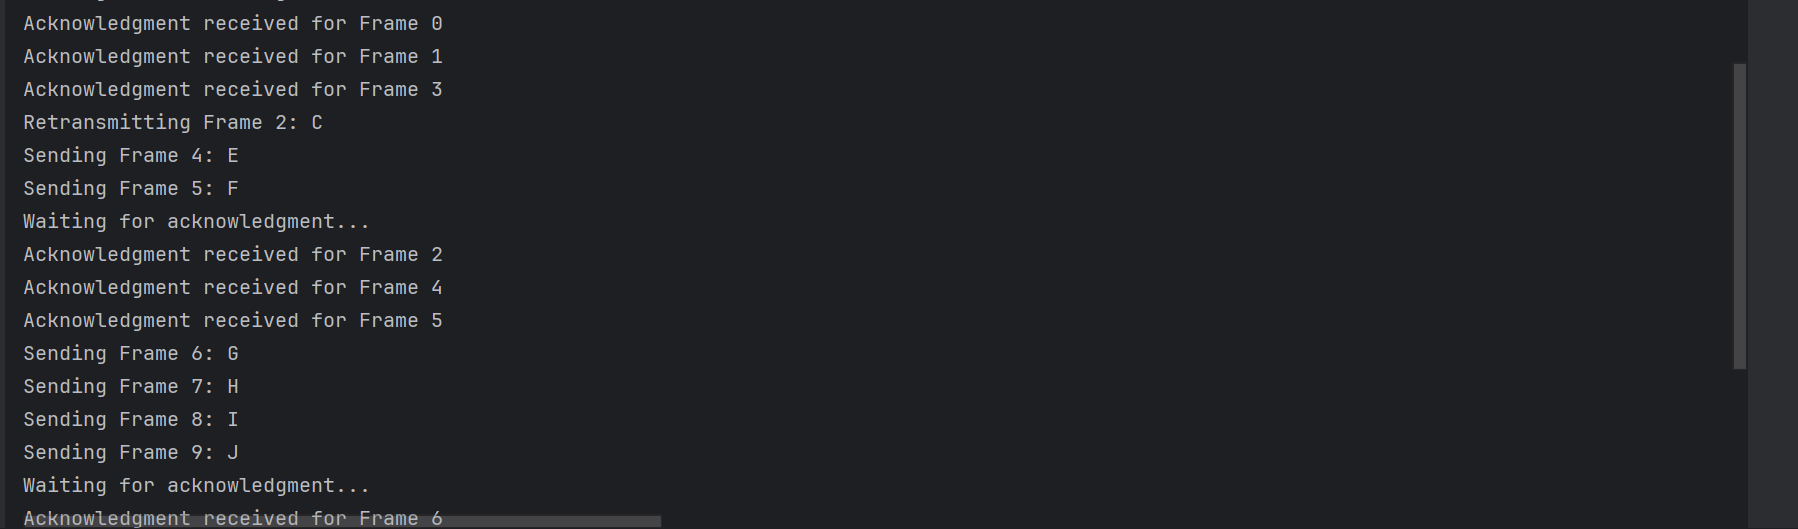 Acknowledgment received for Frame 0
Acknowledgment received for Frame 1
Acknowledgment received for Frame 3
Retransmitting Frame 2: C
Sending Frame 4: E
Sending Frame 5: F
Waiting for acknowledgment...
Acknowledgment received for Frame 2
Acknowledgment received for Frame 4
Acknowledgment received for Frame 5
Sending Frame 6: G
Sending Frame 7: H
Sending Frame 8: I
Sending Frame 9: J
Waiting for acknowledgment...
Acknowledgment received for Frame 6